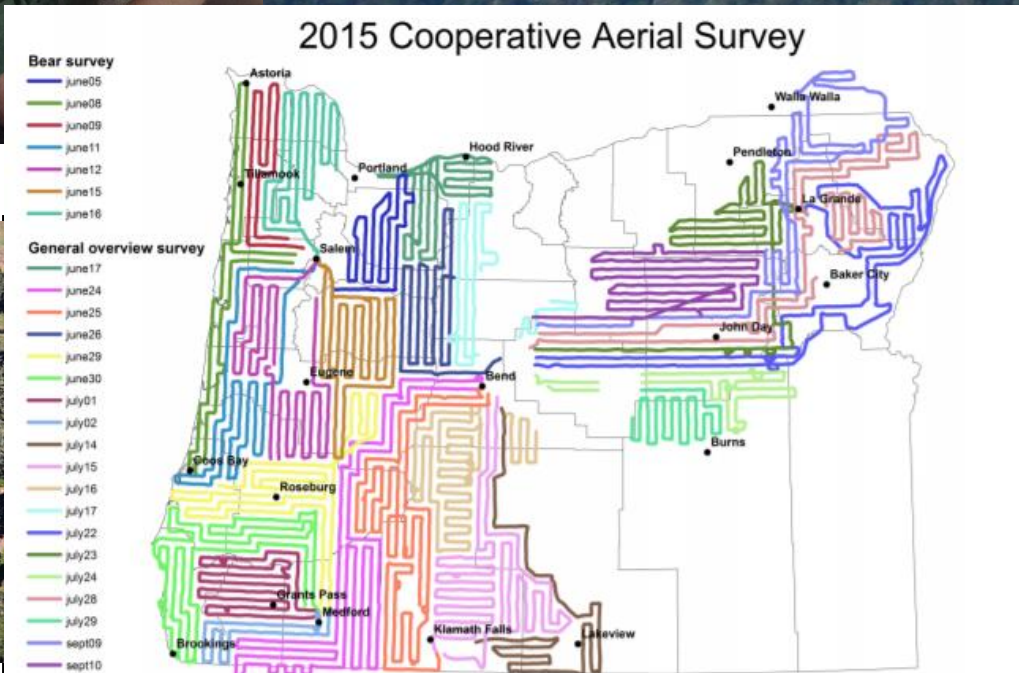 2015 Cooperative Aerial Survey
Bear survey
june05
june08
june09
june11
june12
june15
june16
General overview survey
june17
june24
june25
june26
june29
june30
july01
july02
july14
july15
july16
july17
july22
july23
july24
july28
july29
sept09
sept10
Astoria
Walla Walla
Hood River
Pendleton
Portland
Tillamook
La Grande
Salem
Baker City
John Day
Eugene
Bend
Burns
Coos Bay
Roseburg
Grants Pass
Medford
Klamath Falls
Lakeview
Brookings